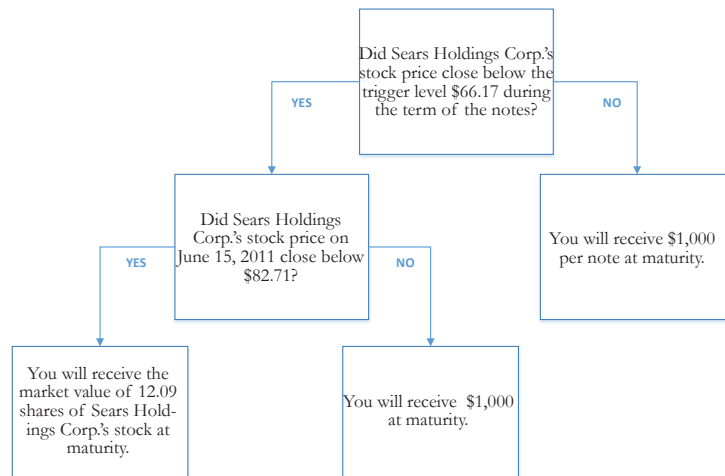 Did Sears Holdings Corp.'s
stock price close below the
trigger level $66.17 during
the term of the notes?
YES
NO
Did Sears Holdings
Corp.'s stock price on
June 15, 2011 close below
$82.71?
You will receive $1,000
per note at maturity.
YES
NO
You will receive the
market value of 12.09
shares of Sears Hold-
ings Corp.'s stock at
maturity.
You will receive $1,000
at maturity.